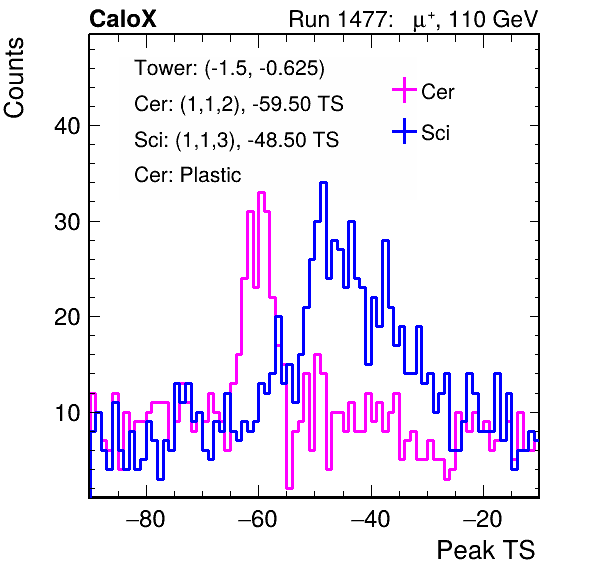 CaloX Run 1477: μ⁺, 110 GeV
Counts
Tower: (-1.5, -0.625)
Cer: (1,1,2), -59.50 TS
Sci: (1,1,3), -48.50 TS
Cer: Plastic
Cer
Sci
40
30
20
10
−80 −60 −40 −20
Peak TS